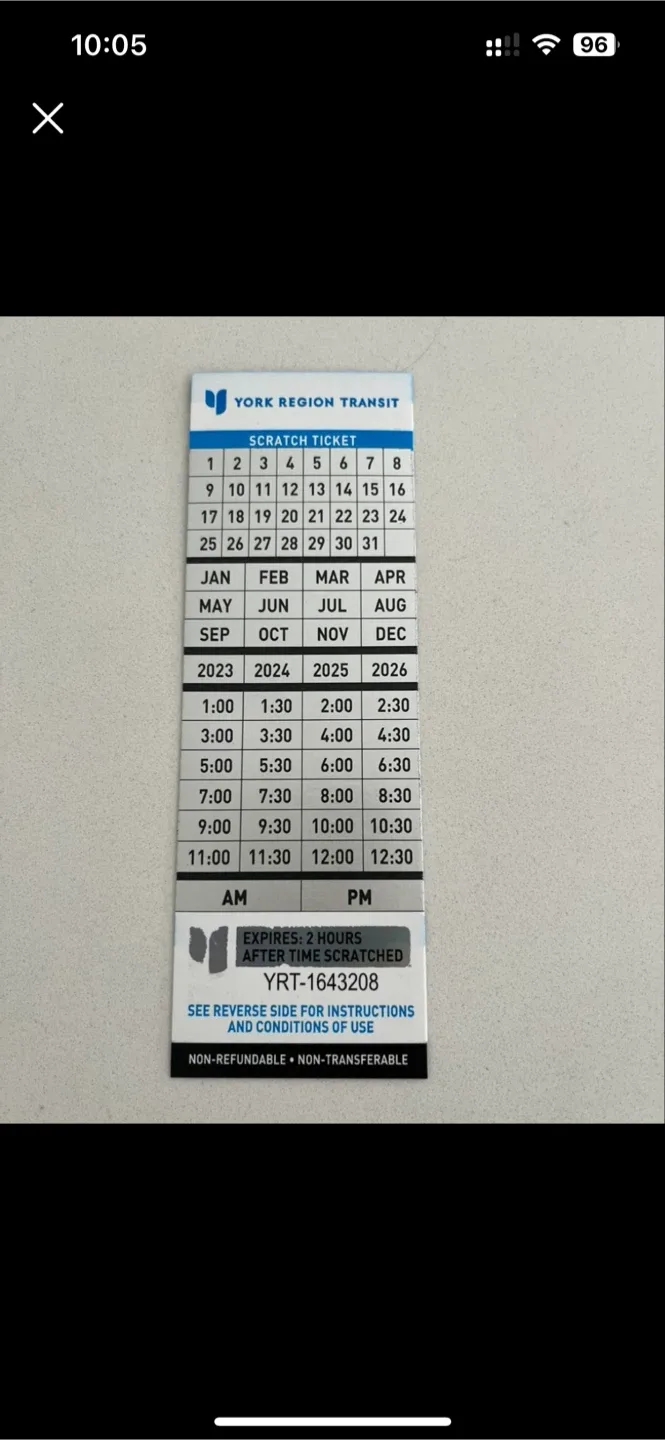 10:05
96
YORK REGION TRANSIT
SCRATCH TICKET
1 2 3 4 5 6 7 8
9 10 11 12 13 14 15 16
17 18 19 20 21 22 23 24
25 26 27 28 29 30 31
JAN FEB MAR APR
MAY JUN JUL AUG
SEP OCT NOV DEC
2023 2024 2025 2026
1:00 1:30 2:00 2:30
3:00 3:30 4:00 4:30
5:00 5:30 6:00 6:30
7:00 7:30 8:00 8:30
9:00 9:30 10:00 10:30
11:00 11:30 12:00 12:30
AM PM
EXPIRES: 2 HOURS
AFTER TIME SCRATCHED
YRT-1643208
SEE REVERSE SIDE FOR INSTRUCTIONS
AND CONDITIONS OF USE
NON-REFUNDABLE • NON-TRANSFERABLE